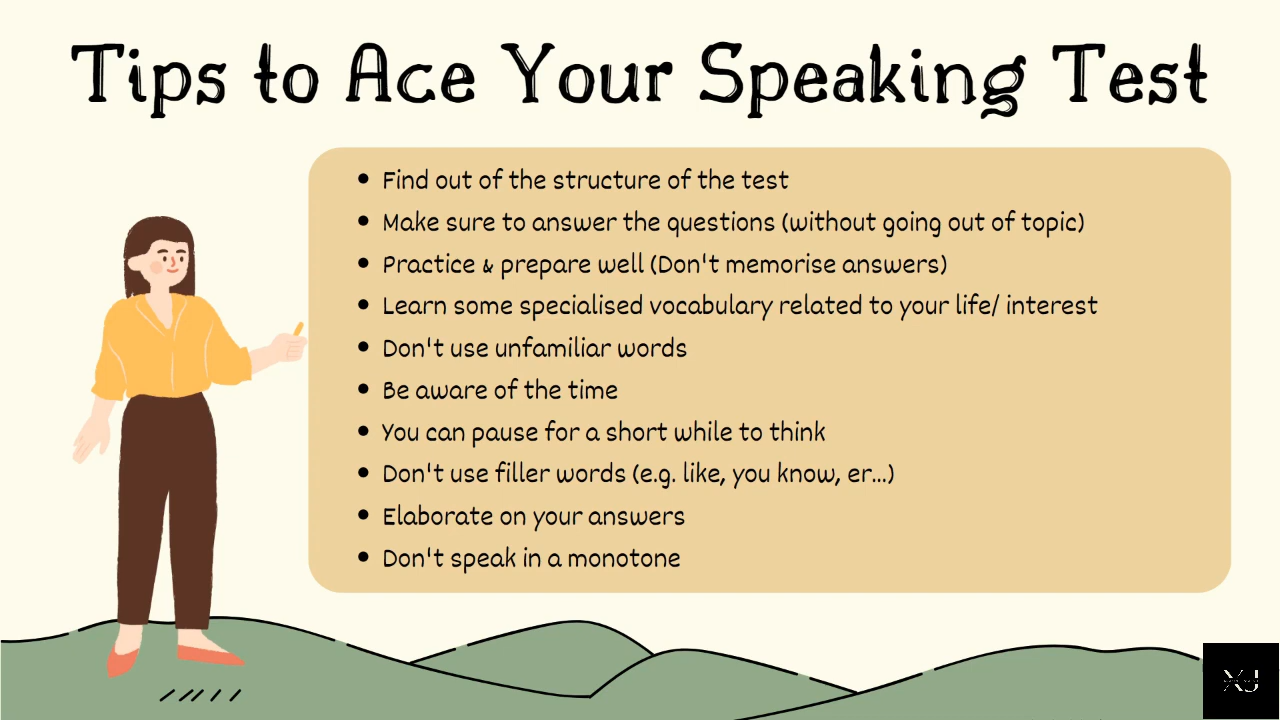 Tips to Ace Your Speaking Test
• Find out of the structure of the test
• Make sure to answer the questions (without going out of topic)
• Practice & prepare well (Don't memorise answers)
• Learn some specialised vocabulary related to your life/ interest
• Don't use unfamiliar words
• Be aware of the time
• You can pause for a short while to think
• Don't use filler words (e.g. like, you know, er...)
• Elaborate on your answers
• Don't speak in a monotone
XJ